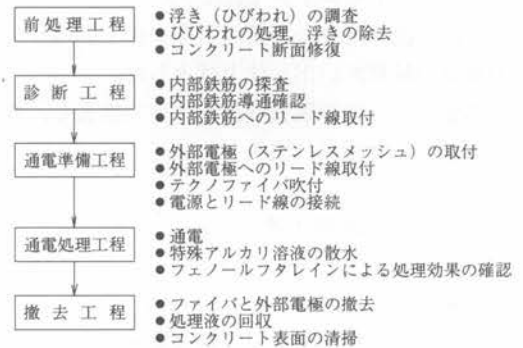 前処理工程
●浮き（ひびわれ）の調査
●ひびわれの処理，浮きの除去
●コンクリート断面修復
診断工程
●内部鉄筋の探査
●内部鉄筋導通確認
●内部鉄筋へのリード線取付
通電準備工程
●外部電極（ステンレスメッシュ）の取付
●外部電極へのリード線取付
●テクノファイバ吹付
●電源とリード線の接続
通電処理工程
●通電
●特殊アルカリ溶液の散水
●フェノールフタレインによる処理効果の確認
撤去工程
●ファイバと外部電極の撤去
●処理液の回収
●コンクリート表面の清掃